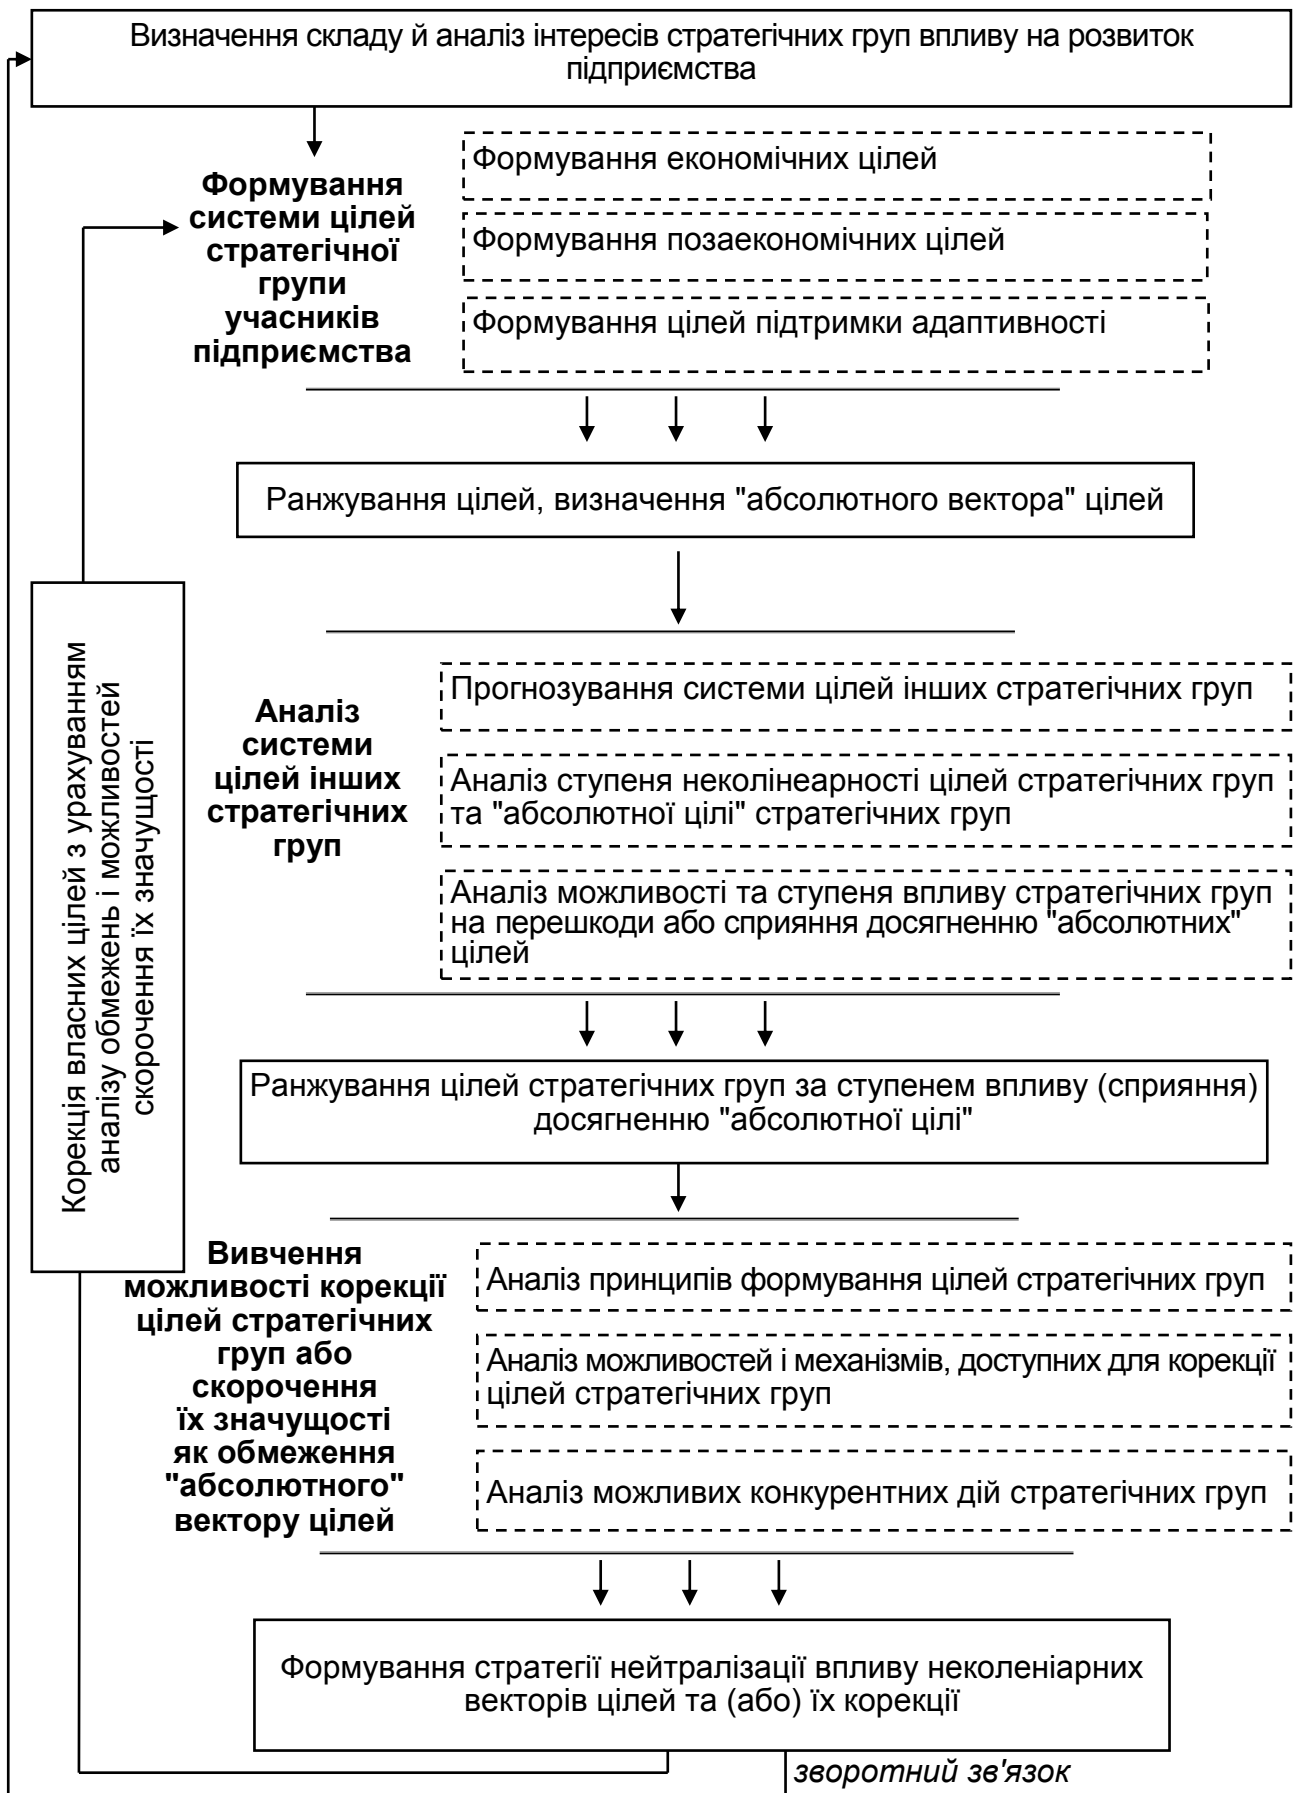 Визначення складу й аналіз інтересів стратегічних груп впливу на розвиток
підприємства
Формування
системи цілей
стратегічної
групи
учасників
підприємства
Формування економічних цілей
Формування позаекономічних цілей
Формування цілей підтримки адаптивності
Ранжування цілей, визначення "абсолютного вектора" цілей
Корекція власних цілей з урахуванням
аналізу обмежень і можливостей
скорочення їх значущості
Аналіз
системи
цілей інших
стратегічних
груп
Прогнозування системи цілей інших стратегічних груп
Аналіз ступеня неколінеарності цілей стратегічних груп
та "абсолютної цілі" стратегічних груп
Аналіз можливості та ступеня впливу стратегічних груп
на перешкоди або сприяння досягненню "абсолютних"
цілей
Ранжування цілей стратегічних груп за ступенем впливу (сприяння)
досягненню "абсолютної цілі"
Вивчення
можливості корекції
цілей стратегічних
груп або
скорочення
їх значущості
як обмеження
"абсолютного"
вектору цілей
Аналіз принципів формування цілей стратегічних груп
Аналіз можливостей і механізмів, доступних для корекції
цілей стратегічних груп
Аналіз можливих конкурентних дій стратегічних груп
Формування стратегії нейтралізації впливу неколеніарних
векторів цілей та (або) їх корекції
зворотний зв'язок